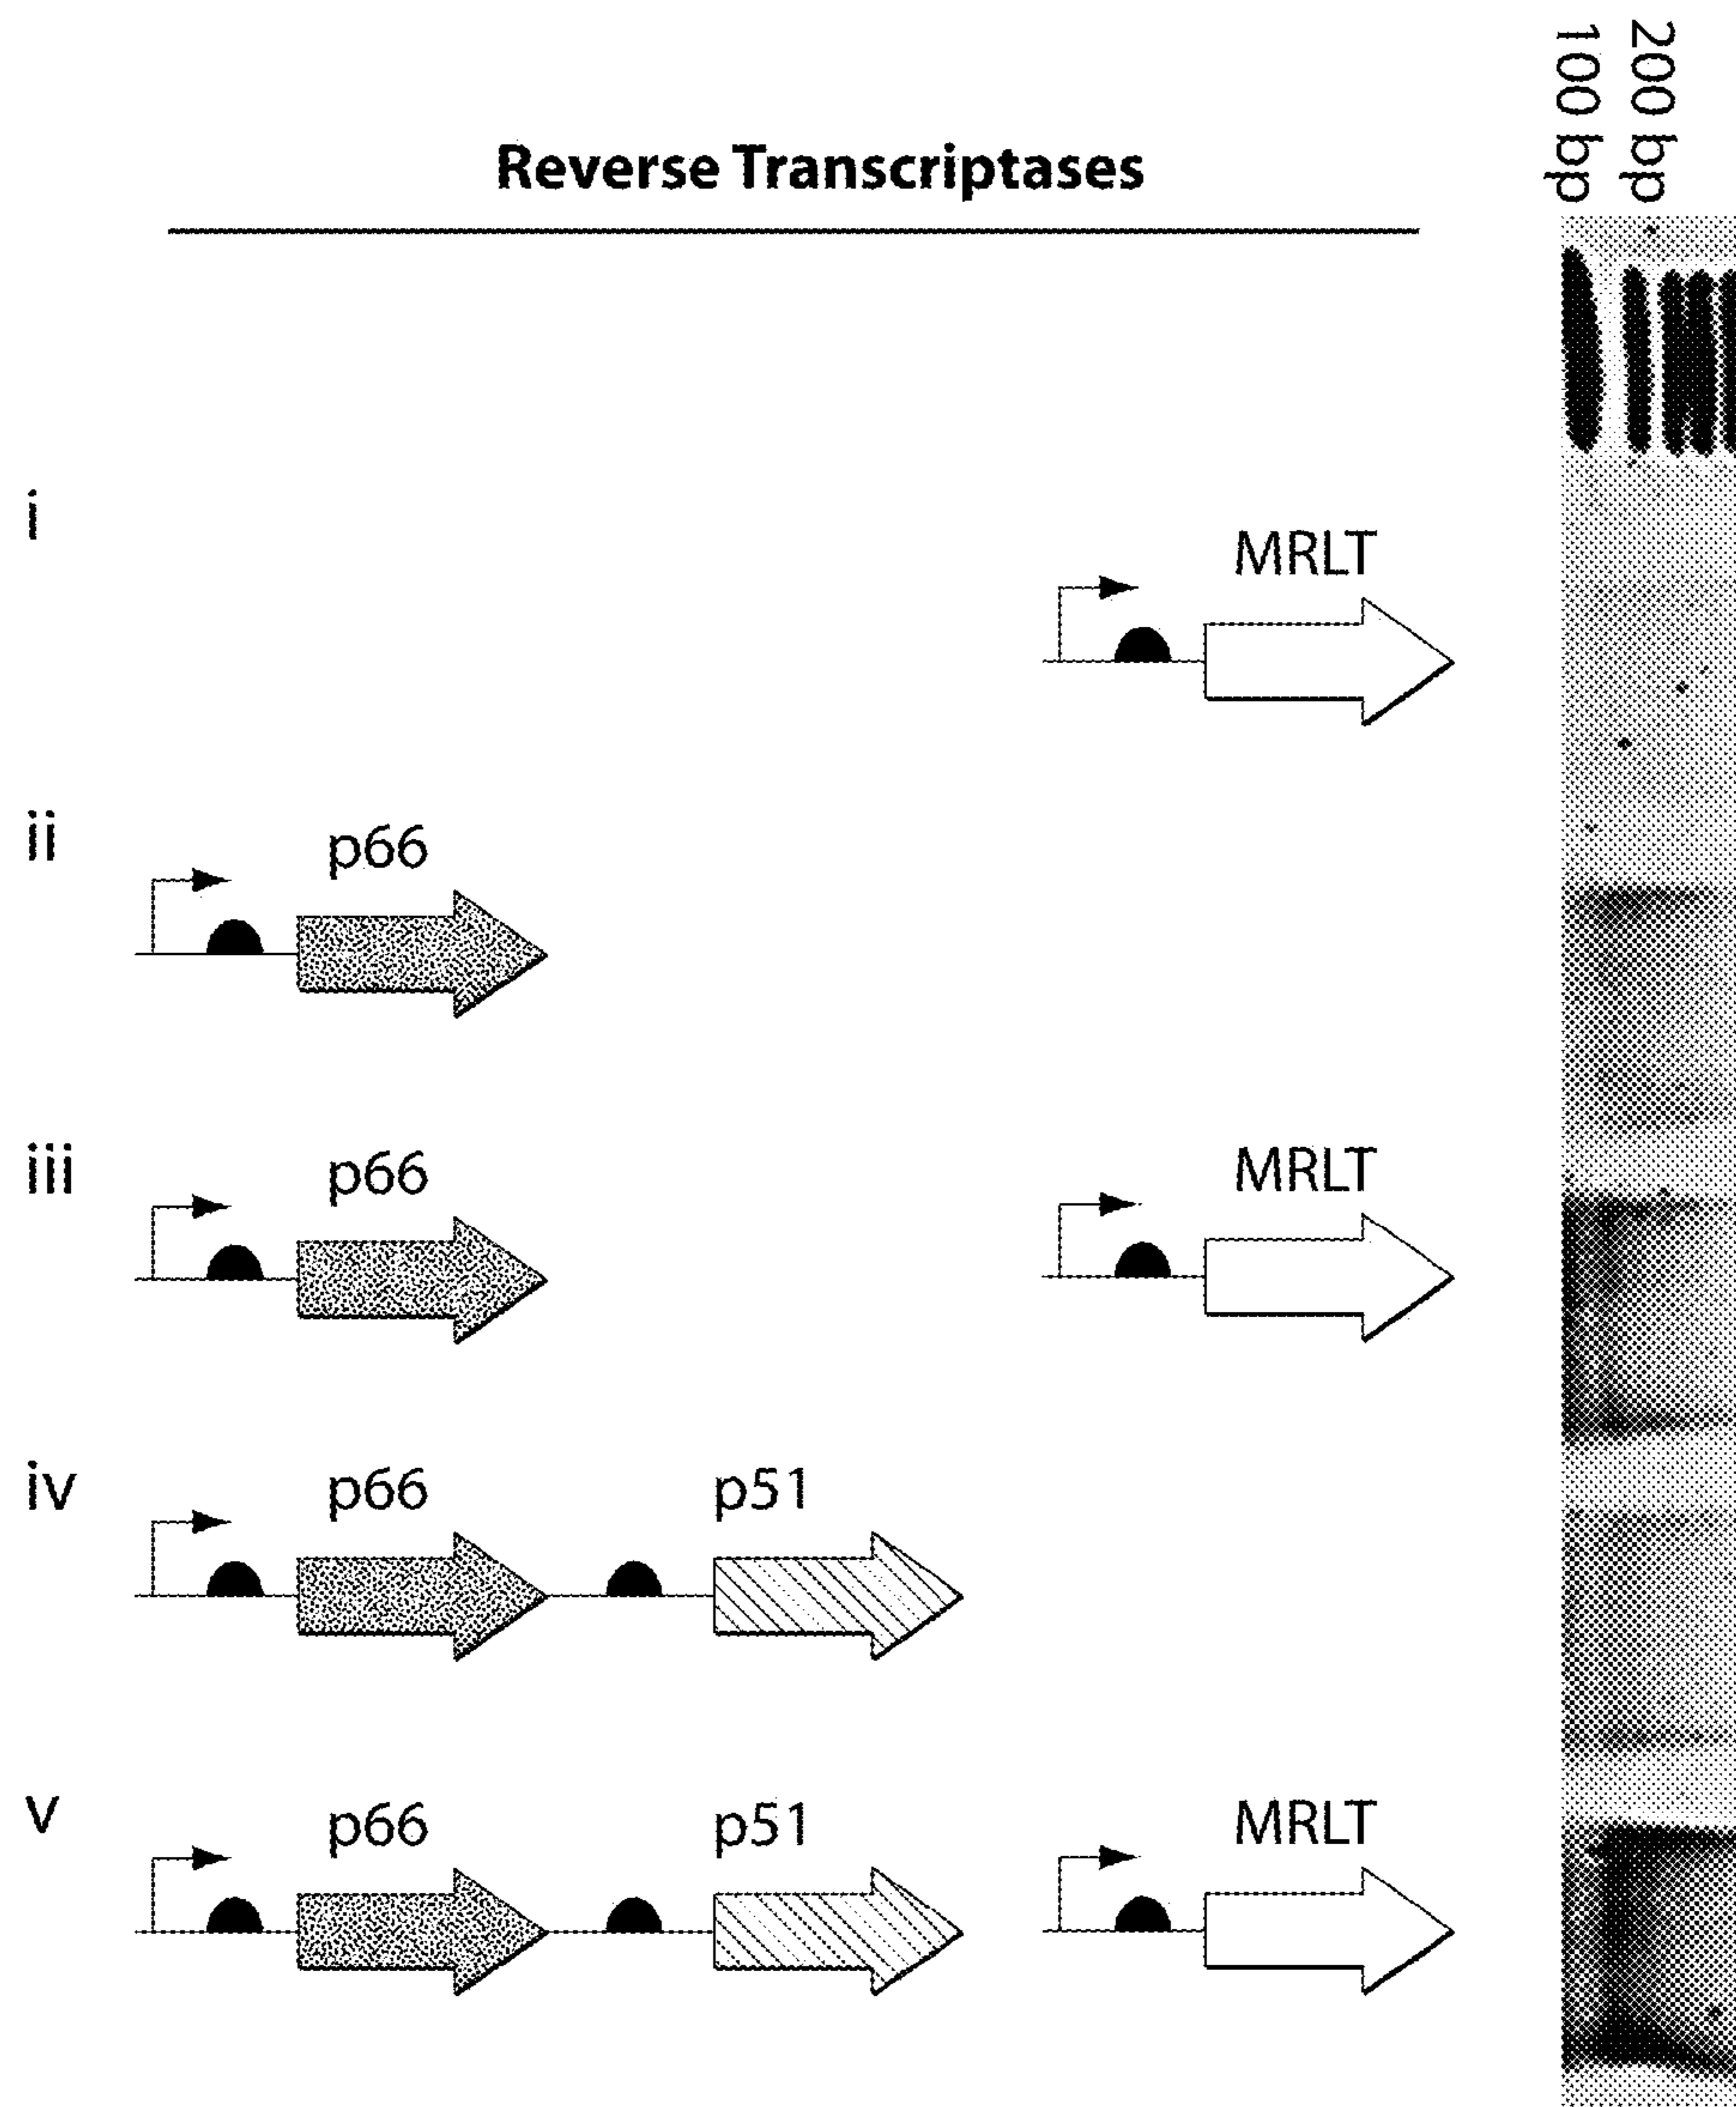 100 bp
200 bp
Reverse Transcriptases
i
MRLT
ii
p66
iii
p66
MRLT
iv
p66
p51
v
p66
p51
MRLT